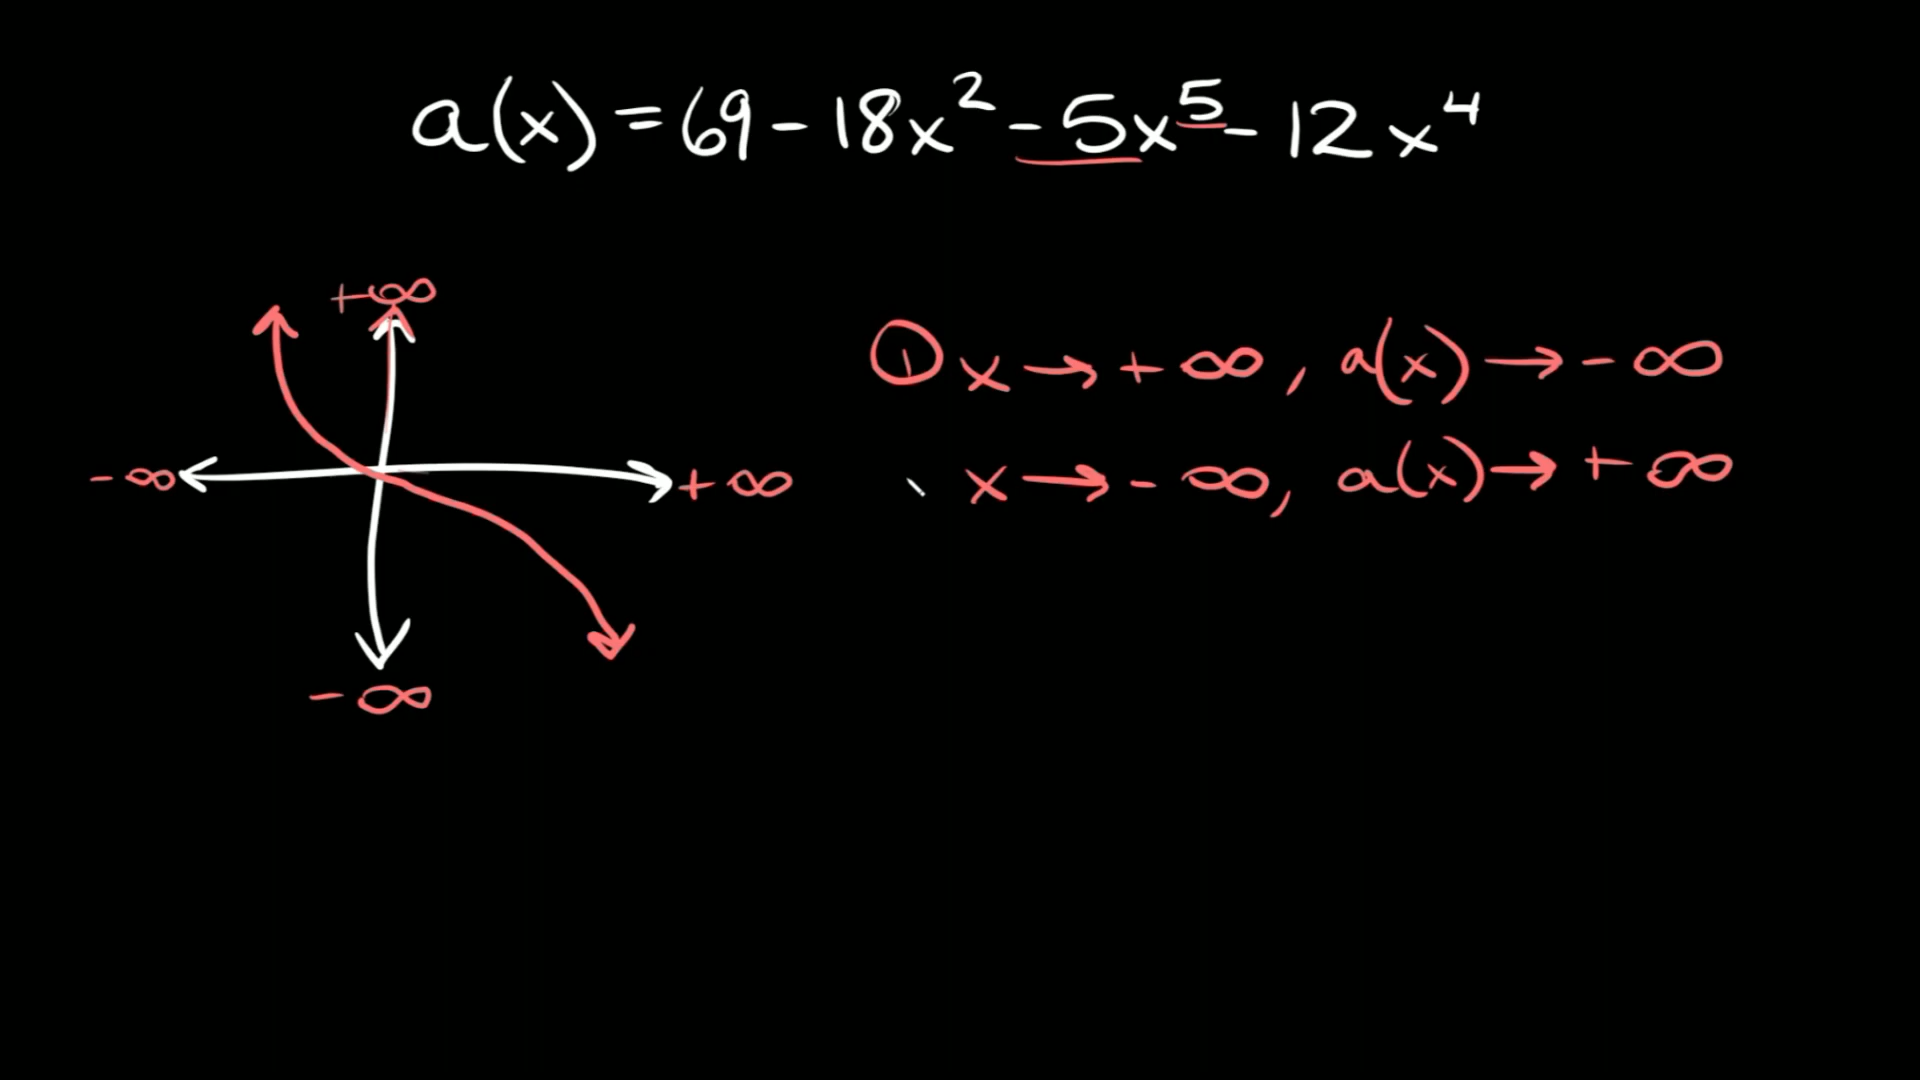 a(x) = 69 - 18x² - 5x⁵ - 12x⁴
+∞
① x → +∞, a(x) → -∞
-∞ +∞ x → -∞, a(x) → +∞
-∞